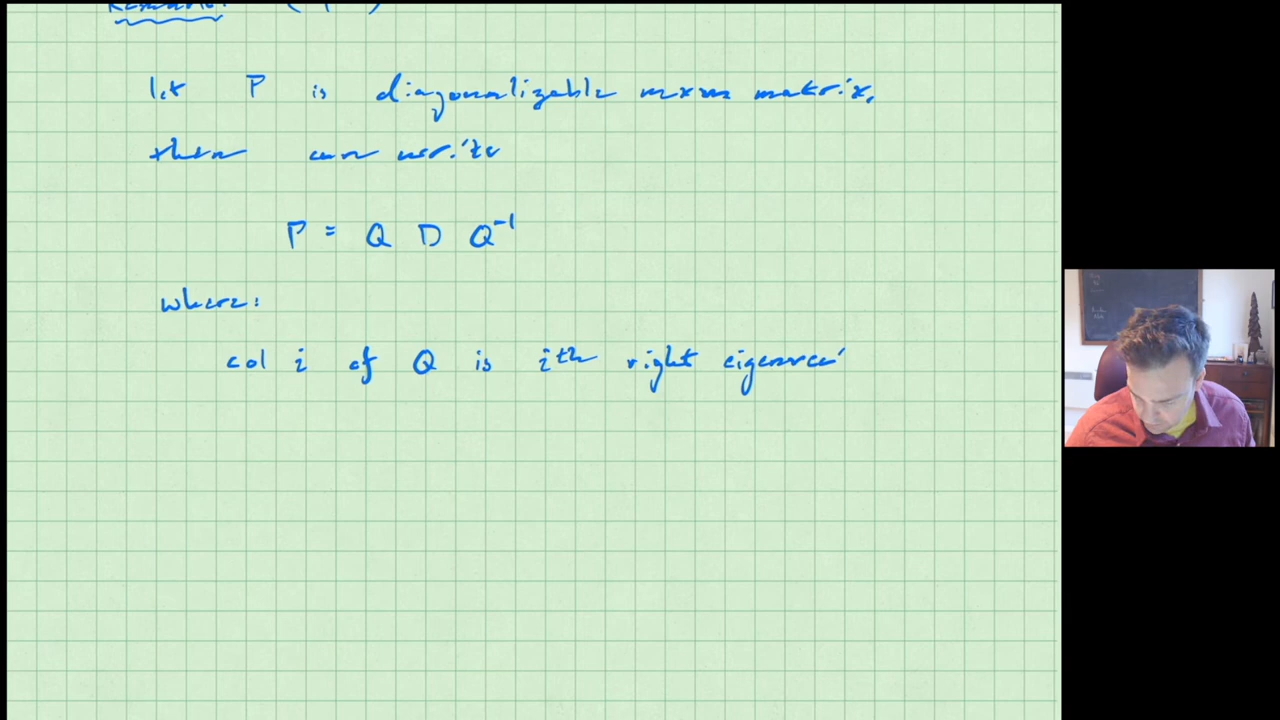 let P is diagonalizable mxm matrix,
then can write
P = Q D Q⁻¹
where:
col i of Q is ith right eigenvec